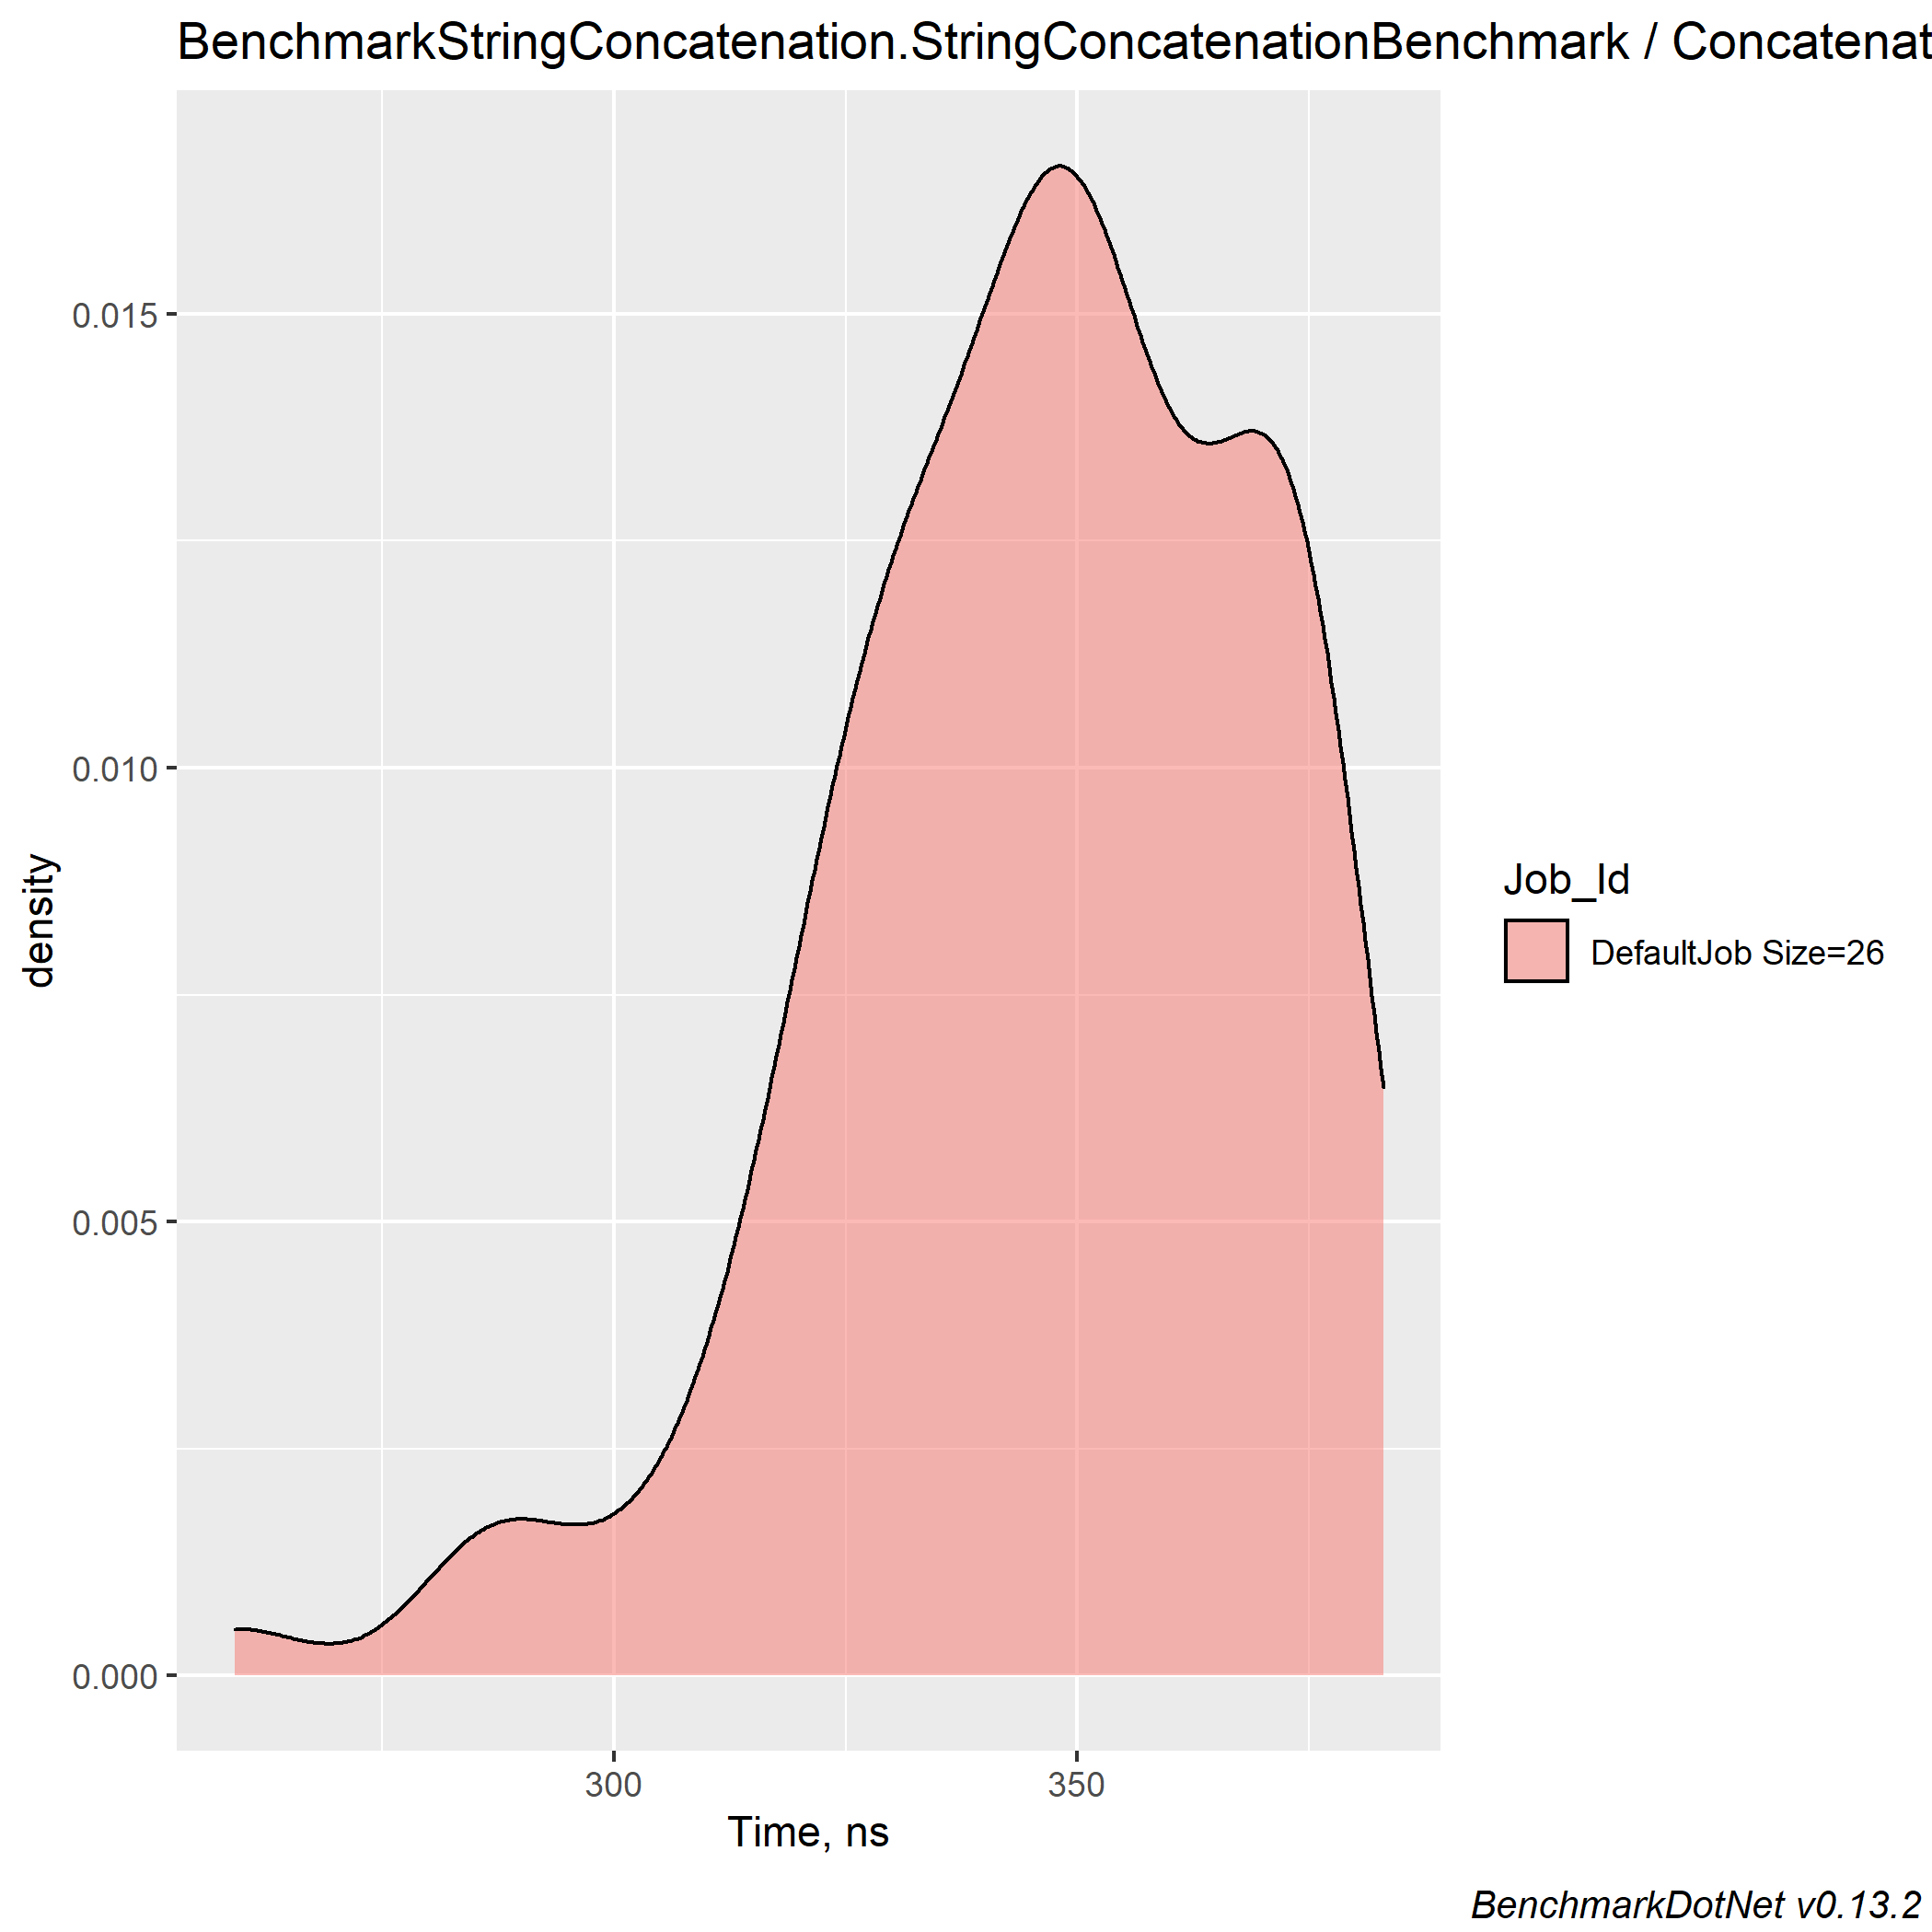 BenchmarkStringConcatenation.StringConcatenationBenchmark / Concatenat
0.015
0.010
0.005
0.000
density
300 350
Time, ns
Job_Id
DefaultJob Size=26
BenchmarkDotNet v0.13.2